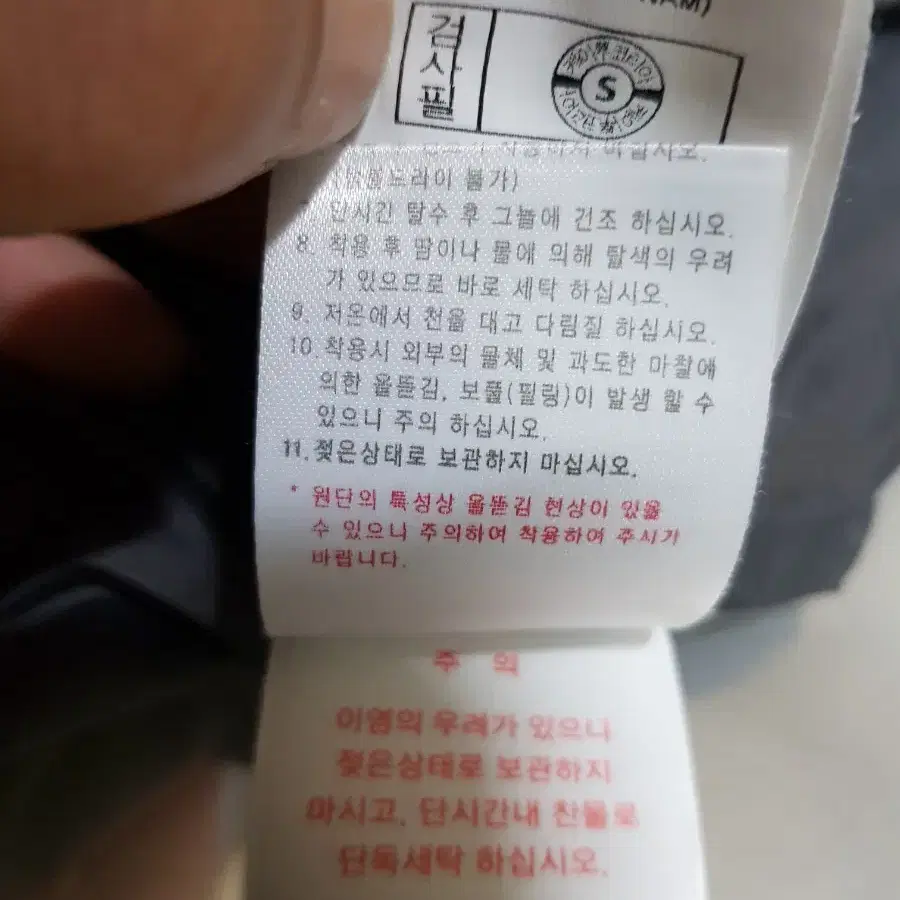 NAM)
검사필
S
하십시오.
드라이 불가)
7. 단시간 탈수 후 그늘에 건조 하십시오.
8. 착용 후 땀이나 물에 의해 탈색의 우려
가 있으므로 바로 세탁 하십시오.
9. 저온에서 천을 대고 다림질 하십시오.
10. 착용시 외부의 물체 및 과도한 마찰에
의한 올뜯김, 보풀(필링)이 발생 할 수
있으니 주의 하십시오.
11. 젖은상태로 보관하지 마십시오.
* 원단의 특성상 올뜯김 현상이 있을
수 있으니 주의하여 착용하여 주시기
바랍니다.
주 의
이염의 우려가 있으니
젖은상태로 보관하지
마시고, 단시간내 찬물로
단독세탁 하십시오.